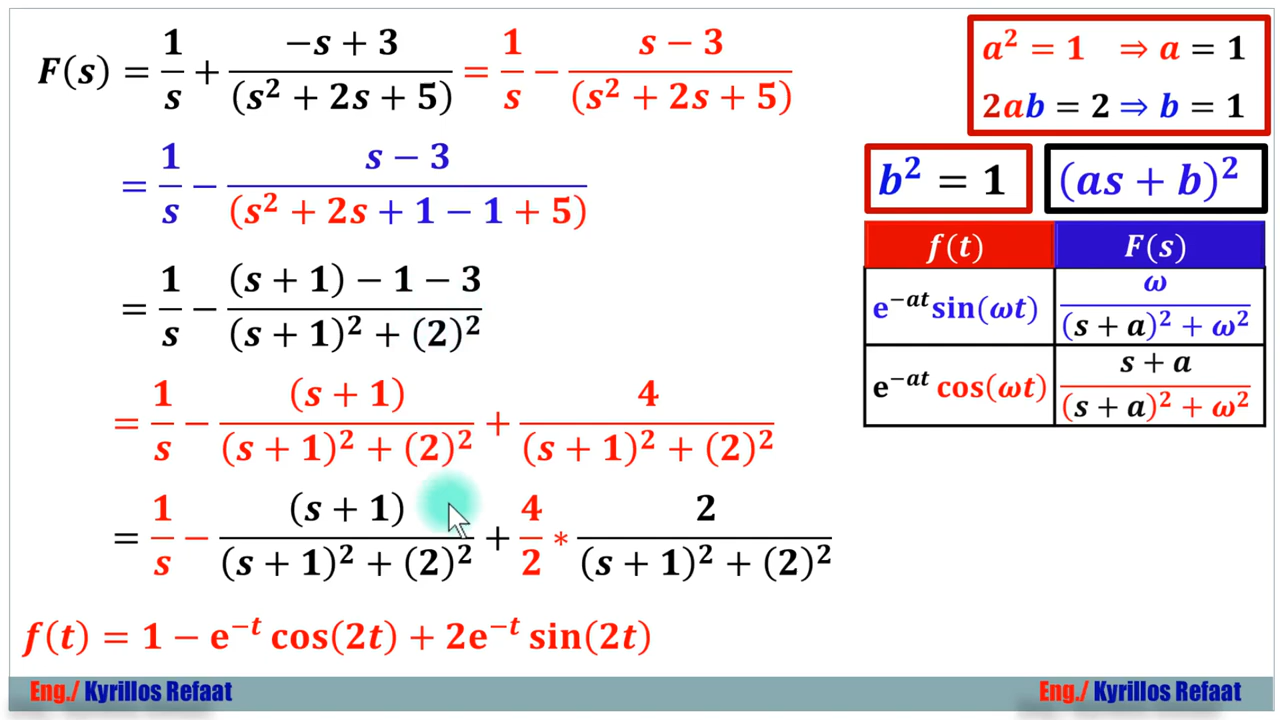 F(s) = 1/s + (−s + 3)/(s² + 2s + 5) = 1/s − (s − 3)/(s² + 2s + 5)
= 1/s − (s − 3)/(s² + 2s + 1 − 1 + 5)
= 1/s − ((s + 1) − 1 − 3)/((s + 1)² + (2)²)
= 1/s − (s + 1)/((s + 1)² + (2)²) + 4/((s + 1)² + (2)²)
= 1/s − (s + 1)/((s + 1)² + (2)²) + 4/2 * 2/((s + 1)² + (2)²)
f(t) = 1 − e⁻ᵗ cos(2t) + 2e⁻ᵗ sin(2t)
a² = 1 ⇒ a = 1
2ab = 2 ⇒ b = 1
b² = 1 (as + b)²
f(t) F(s)
e⁻ᵃᵗ sin(ωt) ω/((s + a)² + ω²)
e⁻ᵃᵗ cos(ωt) (s + a)/((s + a)² + ω²)
Eng./ Kyrillos Refaat Eng./ Kyrillos Refaat